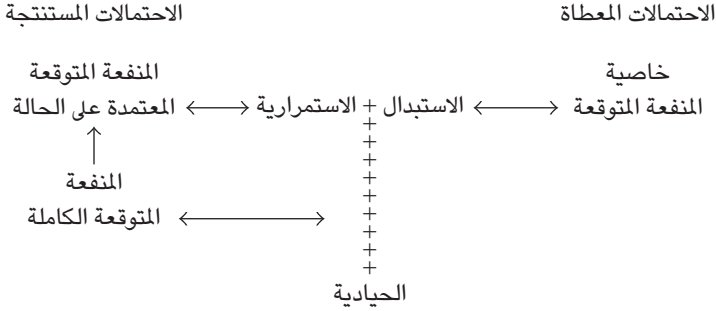 الاحتمالات المعطاة
الاحتمالات المستنتجة
خاصية
المنفعة المتوقعة
الاستبدال + الاستمرارية
المنفعة المتوقعة
المعتمدة على الحالة
+
+
+
+
+
+
+
+
+
المنفعة
المتوقعة الكاملة
الحيادية